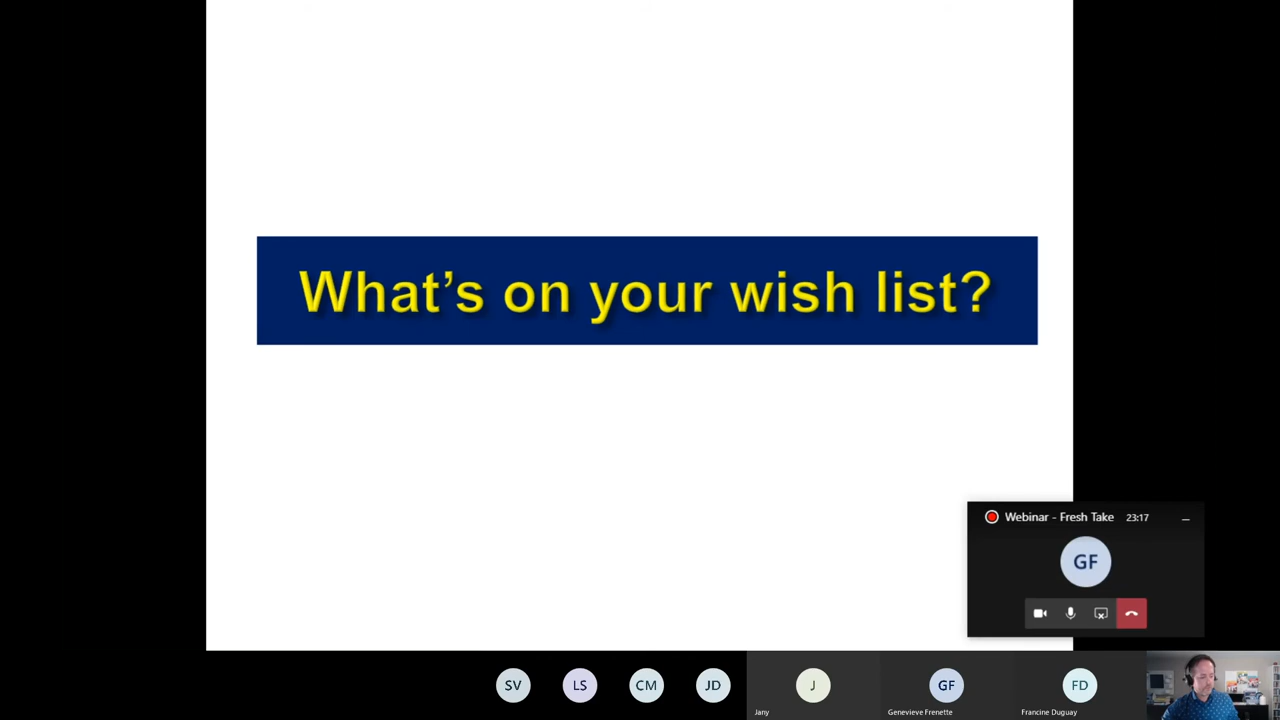 What's on your wish list?
Webinar - Fresh Take 23:17
GF
SV LS CM JD J GF FD
Jany Genevieve Frenette Francine Duguay